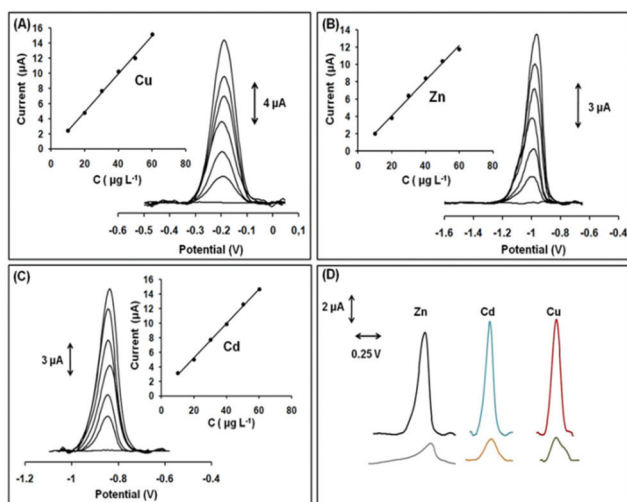 (A)
16
14
12
10
8
6
4
2
0
Current (µA)
Cu
0 20 40 60 80
C ( µg L⁻¹)
4 µA
-0.6 -0.5 -0.4 -0.3 -0.2 -0.1 0 0,1
Potential (V)
(B)
14
12
10
8
6
4
2
0
Current (µA)
Zn
0 20 40 60 80
C ( µg L⁻¹)
3 µA
-1.6 -1.4 -1.2 -1 -0.8 -0.6 -0.4
Potential (V)
(C)
3 µA
16
14
12
10
8
6
4
2
0
Current (µA)
Cd
0 20 40 60 80
C ( µg L⁻¹)
-1.2 -1 -0.8 -0.6 -0.4
Potential (V)
(D)
2 µA
0.25 V
Zn Cd Cu